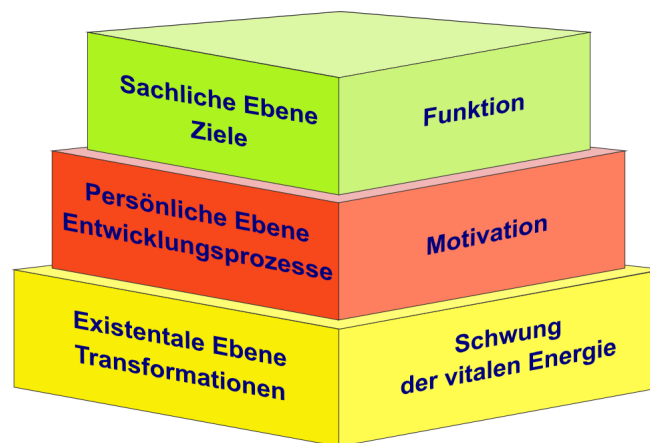 Sachliche Ebene
Ziele
Funktion
Persönliche Ebene
Entwicklungsprozesse
Motivation
Existentale Ebene
Transformationen
Schwung
der vitalen Energie